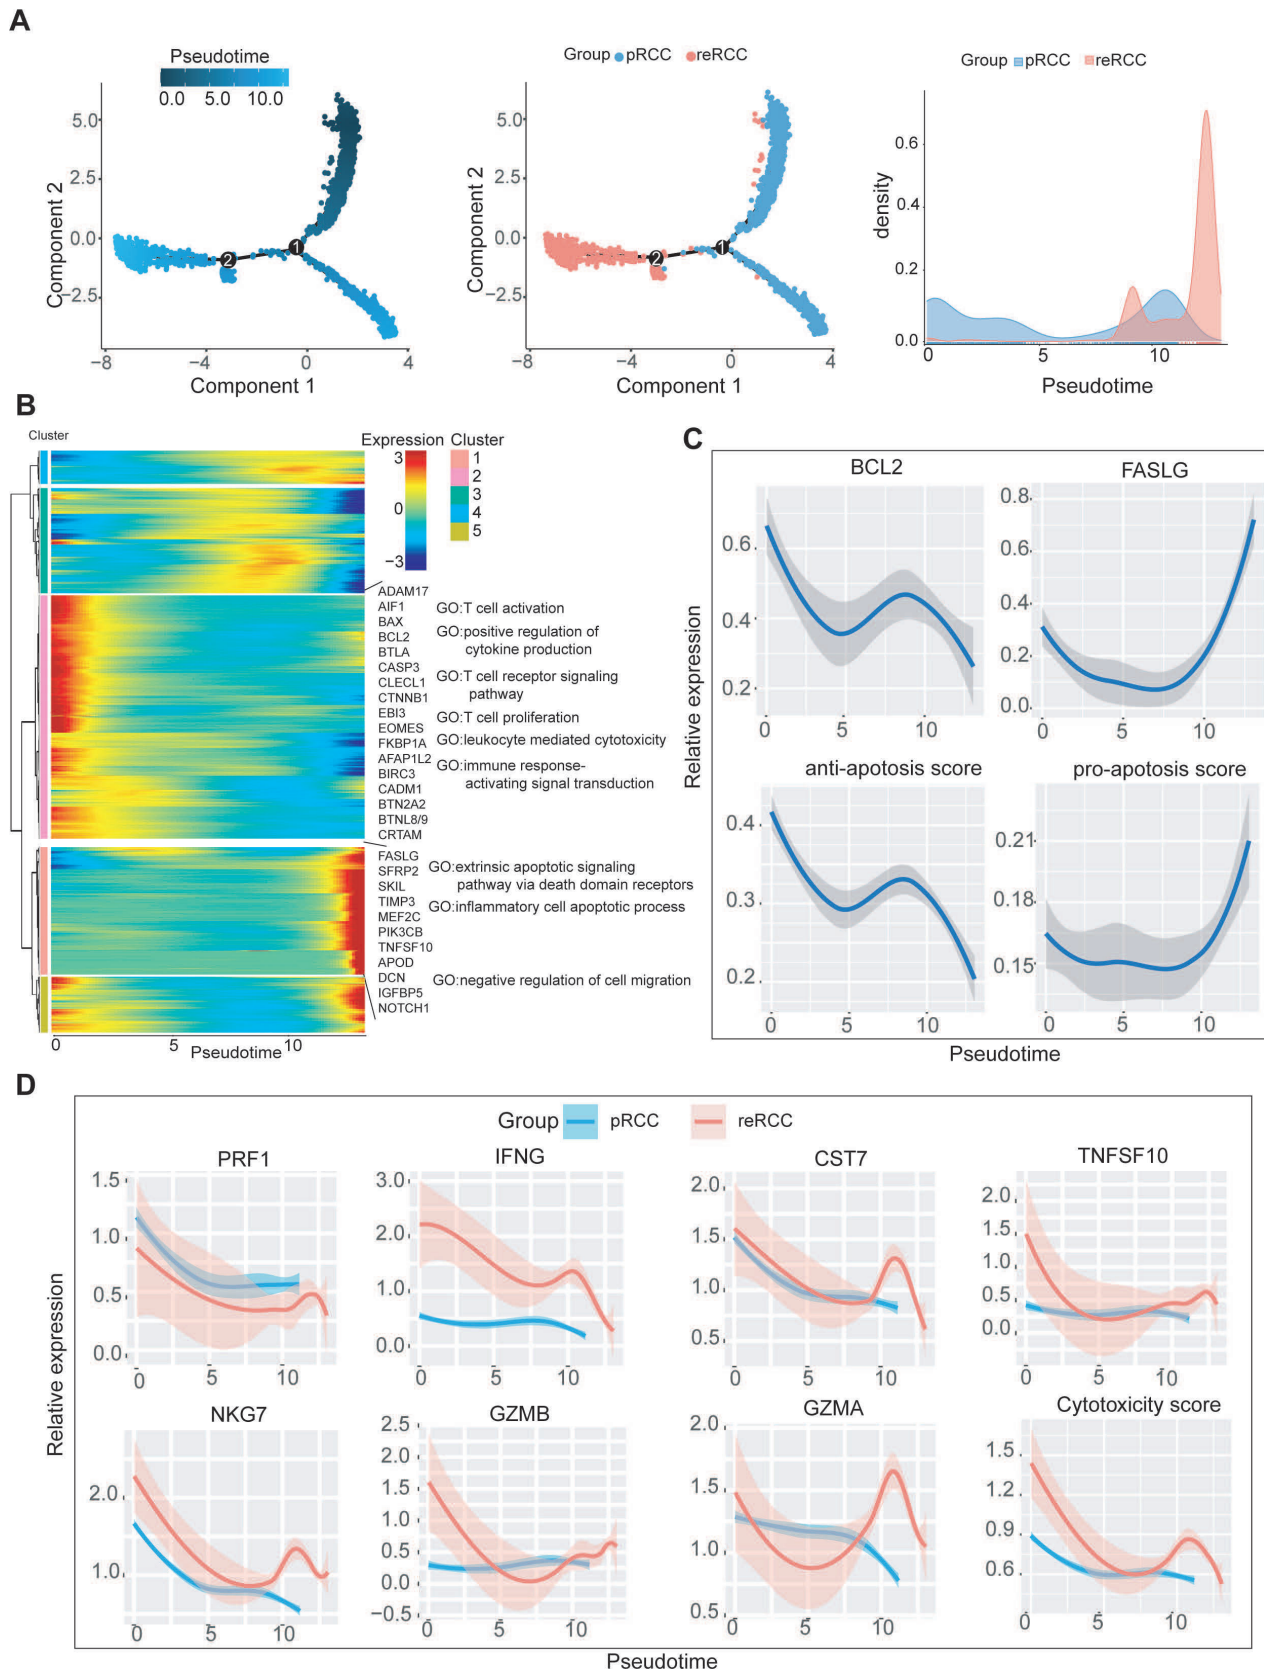 A
Pseudotime
0.0 5.0 10.0
5.0
2.5
0.0
−2.5
Component 2
1
2
−8 −4 0 4
Component 1
Group pRCC reRCC
5.0
2.5
0.0
−2.5
Component 2
1
2
−8 −4 0 4
Component 1
Group pRCC reRCC
0.6
0.4
0.2
0.0
density
0 5 10
Pseudotime
B
Cluster
Expression
3
0
−3
Cluster
1
2
3
4
5
ADAM17
AIF1
BAX
BCL2
BTLA
CASP3
CLECL1
CTNNB1
EBI3
EOMES
FKBP1A
AFAP1L2
BIRC3
CADM1
BTN2A2
BTNL8/9
CRTAM
FASLG
SFRP2
SKIL
TIMP3
MEF2C
PIK3CB
TNFSF10
APOD
DCN
IGFBP5
NOTCH1
GO:T cell activation
GO:positive regulation of
cytokine production
GO:T cell receptor signaling
pathway
GO:T cell proliferation
GO:leukocyte mediated cytotoxicity
GO:immune response-
activating signal transduction
GO:extrinsic apoptotic signaling
pathway via death domain receptors
GO:inflammatory cell apoptotic process
GO:negative regulation of cell migration
0 5 10
Pseudotime
C
Relative expression
BCL2
0.6
0.4
0.2
0 5 10
FASLG
0.8
0.6
0.4
0.2
0.0
0 5 10
anti-apotosis score
0.4
0.3
0.2
0 5 10
pro-apotosis score
0.21
0.18
0.15
0 5 10
Pseudotime
D
Group pRCC reRCC
Relative expression
PRF1
1.5
1.0
0.5
0.0
0 5 10
IFNG
3.0
2.0
1.0
0.0
0 5 10
CST7
2.0
1.5
1.0
0.5
0 5 10
TNFSF10
2.0
1.5
1.0
0.5
0.0
0 5 10
NKG7
2.0
1.0
0 5 10
GZMB
2.5
2.0
1.5
1.0
0.5
0.0
−0.5
0 5 10
GZMA
2.0
1.5
1.0
0.5
0 5 10
Cytotoxicity score
1.5
1.2
0.9
0.6
0 5 10
Pseudotime